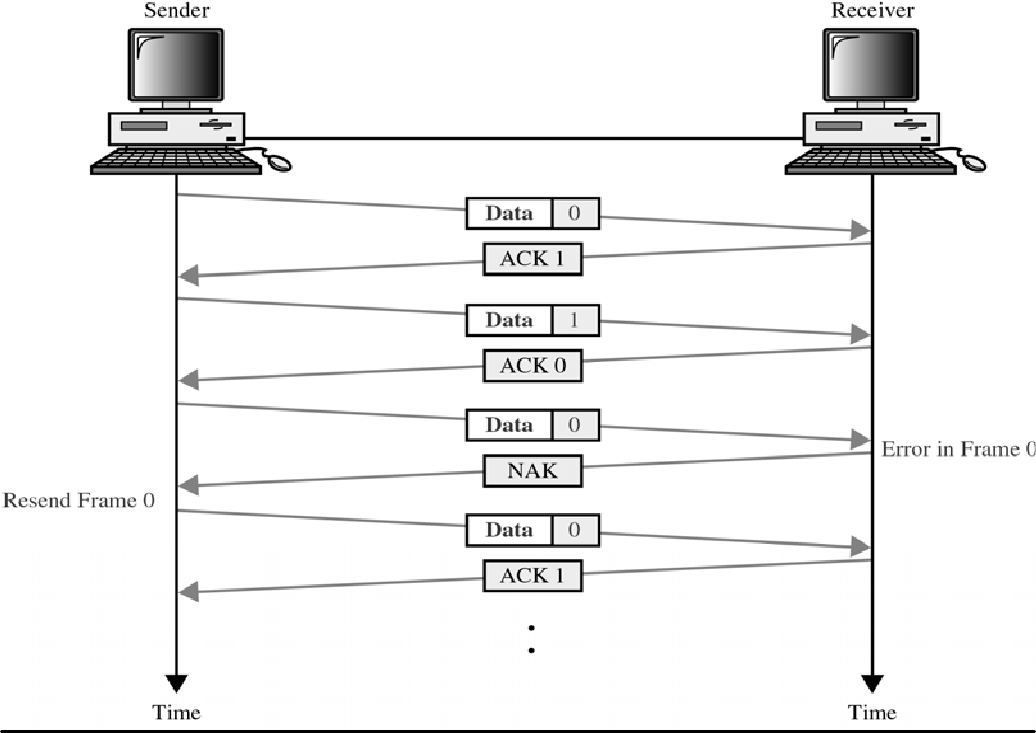 Sender
Receiver
Data 0
ACK 1
Data 1
ACK 0
Data 0
Error in Frame 0
NAK
Resend Frame 0
Data 0
ACK 1
Time
Time